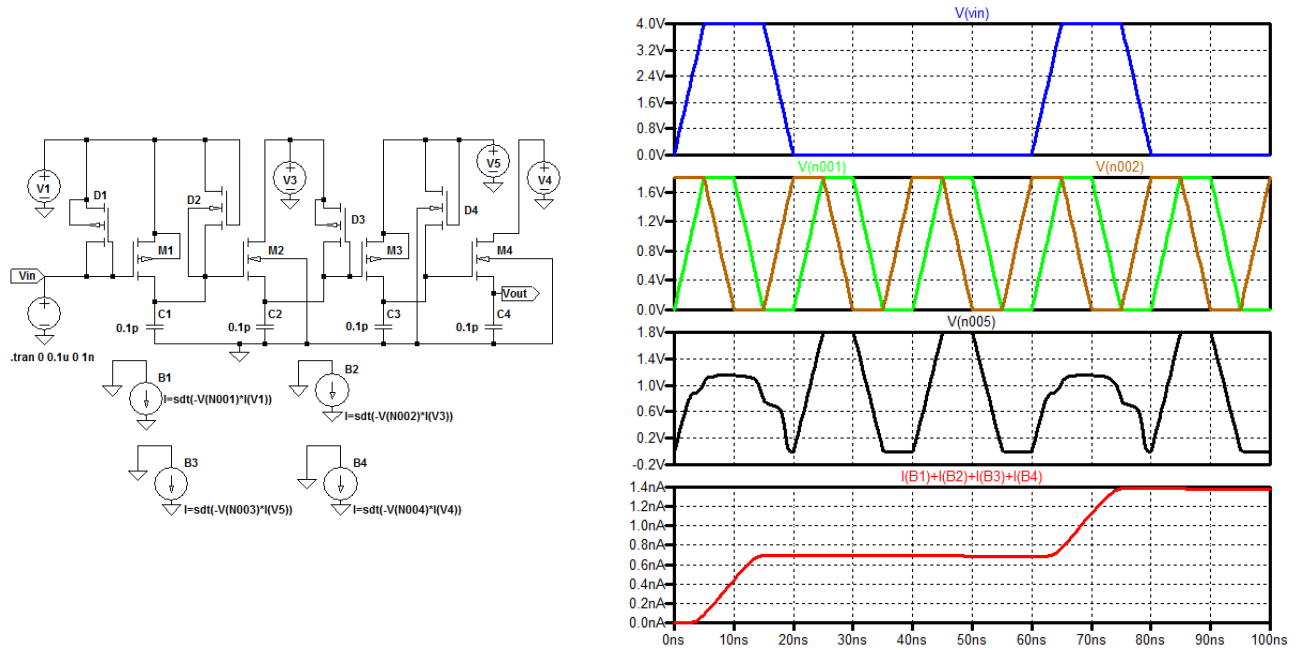 V1
D1
D2
M1
C1
0.1p
Vin
.tran 0 0.1u 0 1n
M2
C2
0.1p
V3
D3
M3
C3
0.1p
D4
V5
V4
M4
Vout
C4
0.1p
B1
I=sdt(-V(N001)*I(V1))
B2
I=sdt(-V(N002)*I(V3))
B3
I=sdt(-V(N003)*I(V5))
B4
I=sdt(-V(N004)*I(V4))
V(vin)
4.0V
3.2V
2.4V
1.6V
0.8V
0.0V
V(n001) V(n002)
1.6V
1.2V
0.8V
0.4V
0.0V
V(n005)
1.8V
1.4V
1.0V
0.6V
0.2V
-0.2V
I(B1)+I(B2)+I(B3)+I(B4)
1.4nA
1.2nA
1.0nA
0.8nA
0.6nA
0.4nA
0.2nA
0.0nA
0ns 10ns 20ns 30ns 40ns 50ns 60ns 70ns 80ns 90ns 100ns